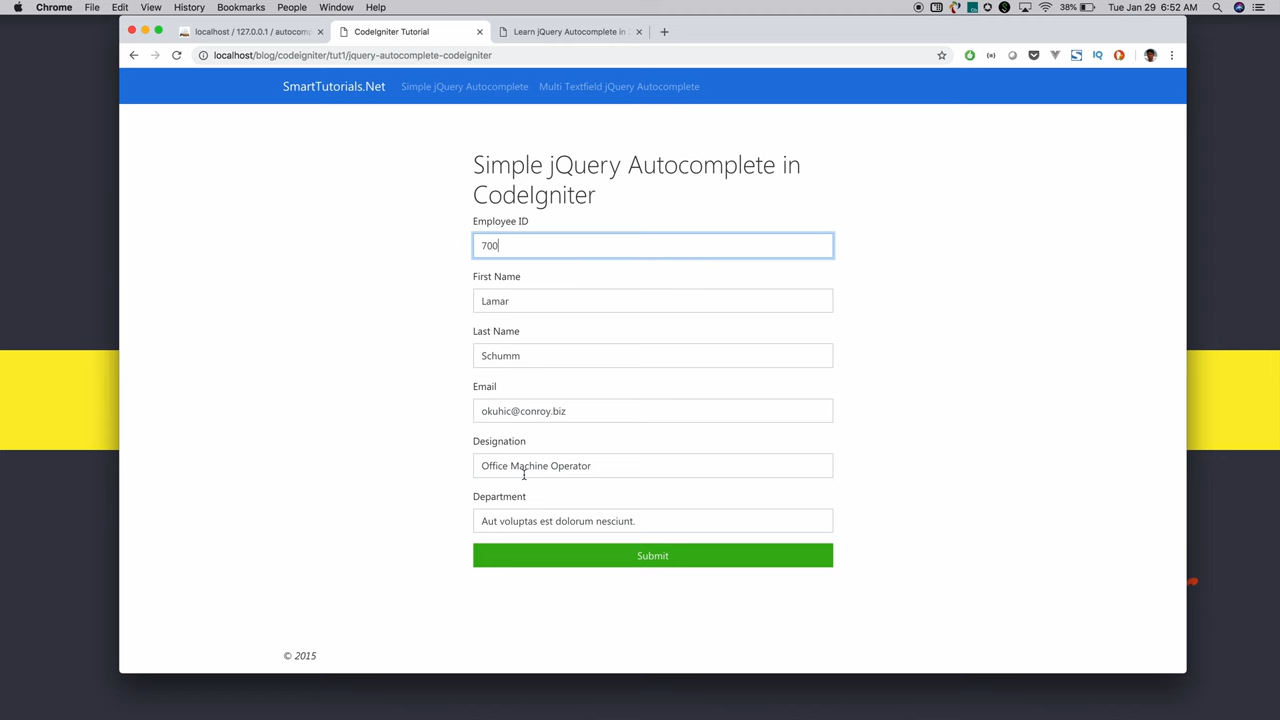 Chrome File Edit View History Bookmarks People Window Help 38% Tue Jan 29 6:52 AM
localhost / 127.0.0.1 / autocom
CodeIgniter Tutorial
Learn jQuery Autocomplete in
localhost/blog/codeigniter/tut1/jquery-autocomplete-codeigniter
SmartTutorials.Net Simple jQuery Autocomplete Multi Textfield jQuery Autocomplete
Simple jQuery Autocomplete in
CodeIgniter
Employee ID
700
First Name
Lamar
Last Name
Schumm
Email
okuhic@conroy.biz
Designation
Office Machine Operator
Department
Aut voluptas est dolorum nesciunt.
Submit
© 2015